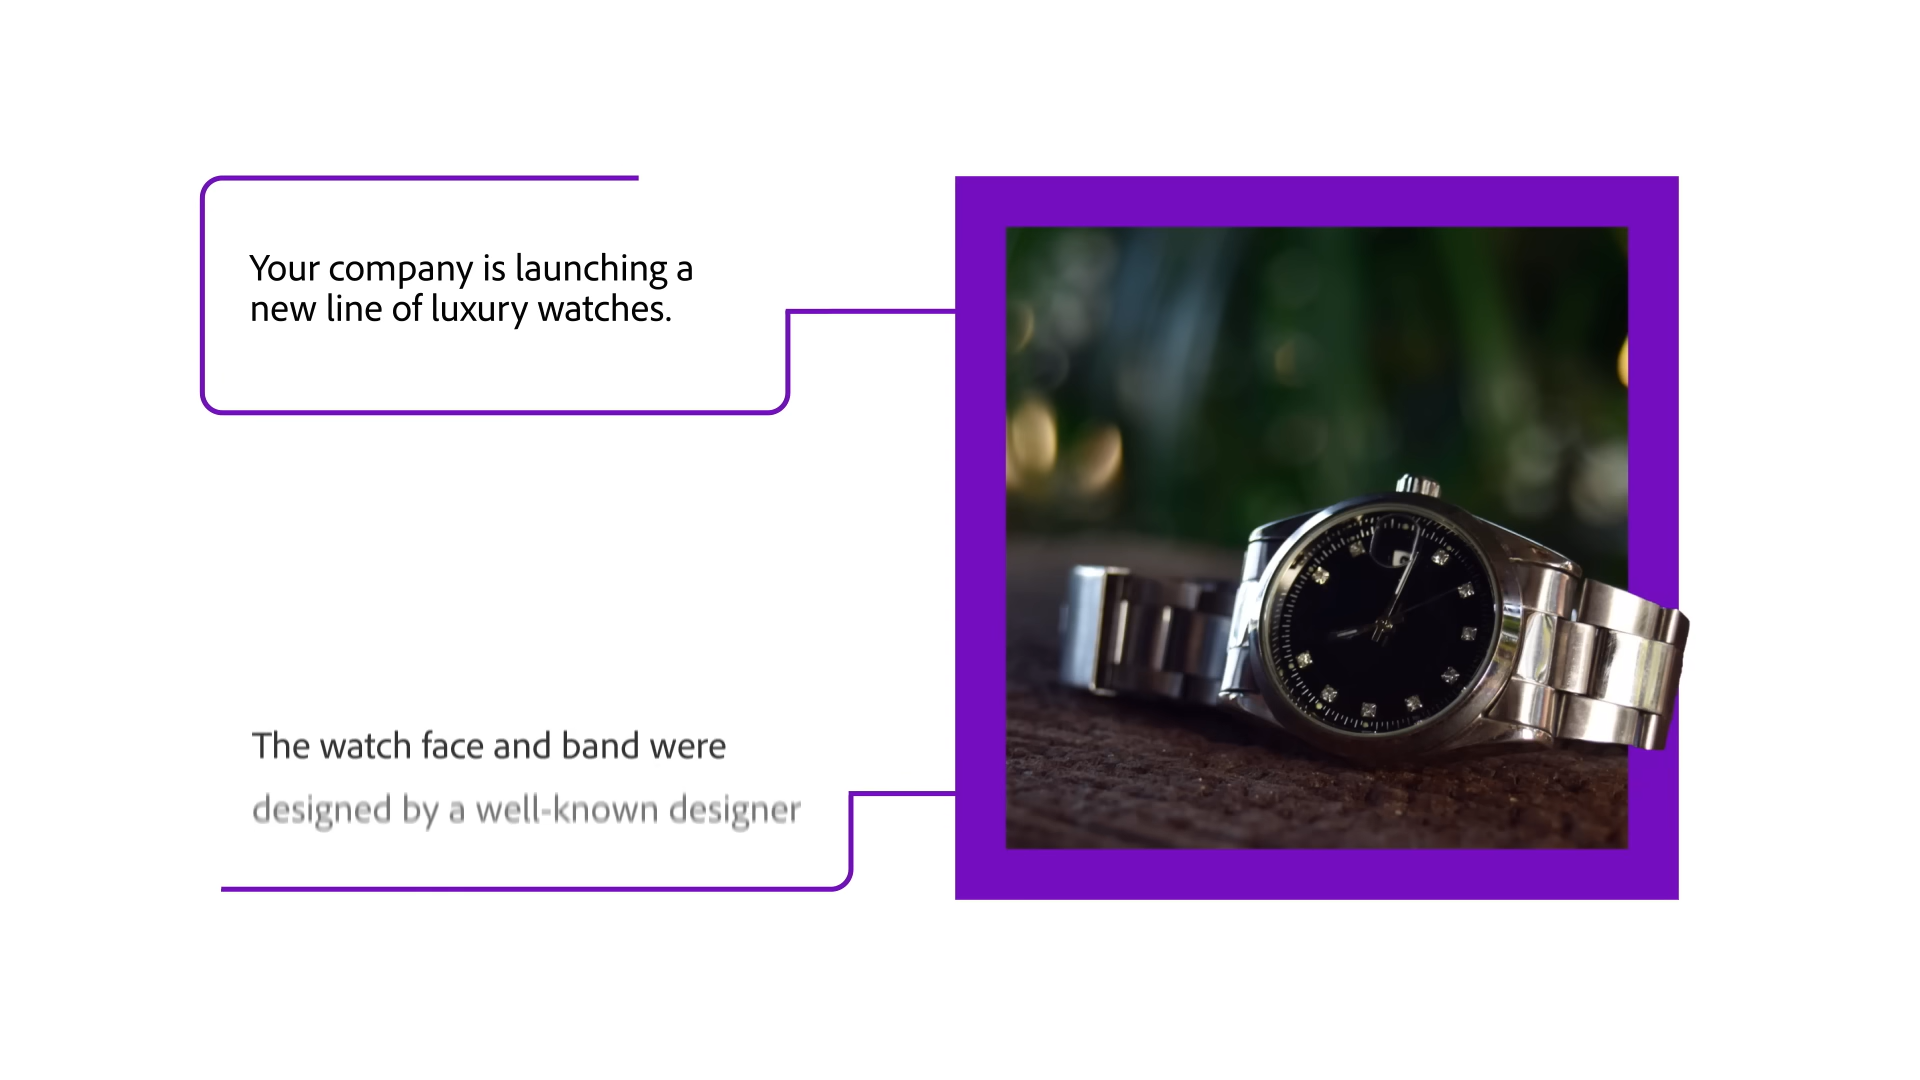 Your company is launching a
new line of luxury watches.
The watch face and band were
designed by a well-known designer